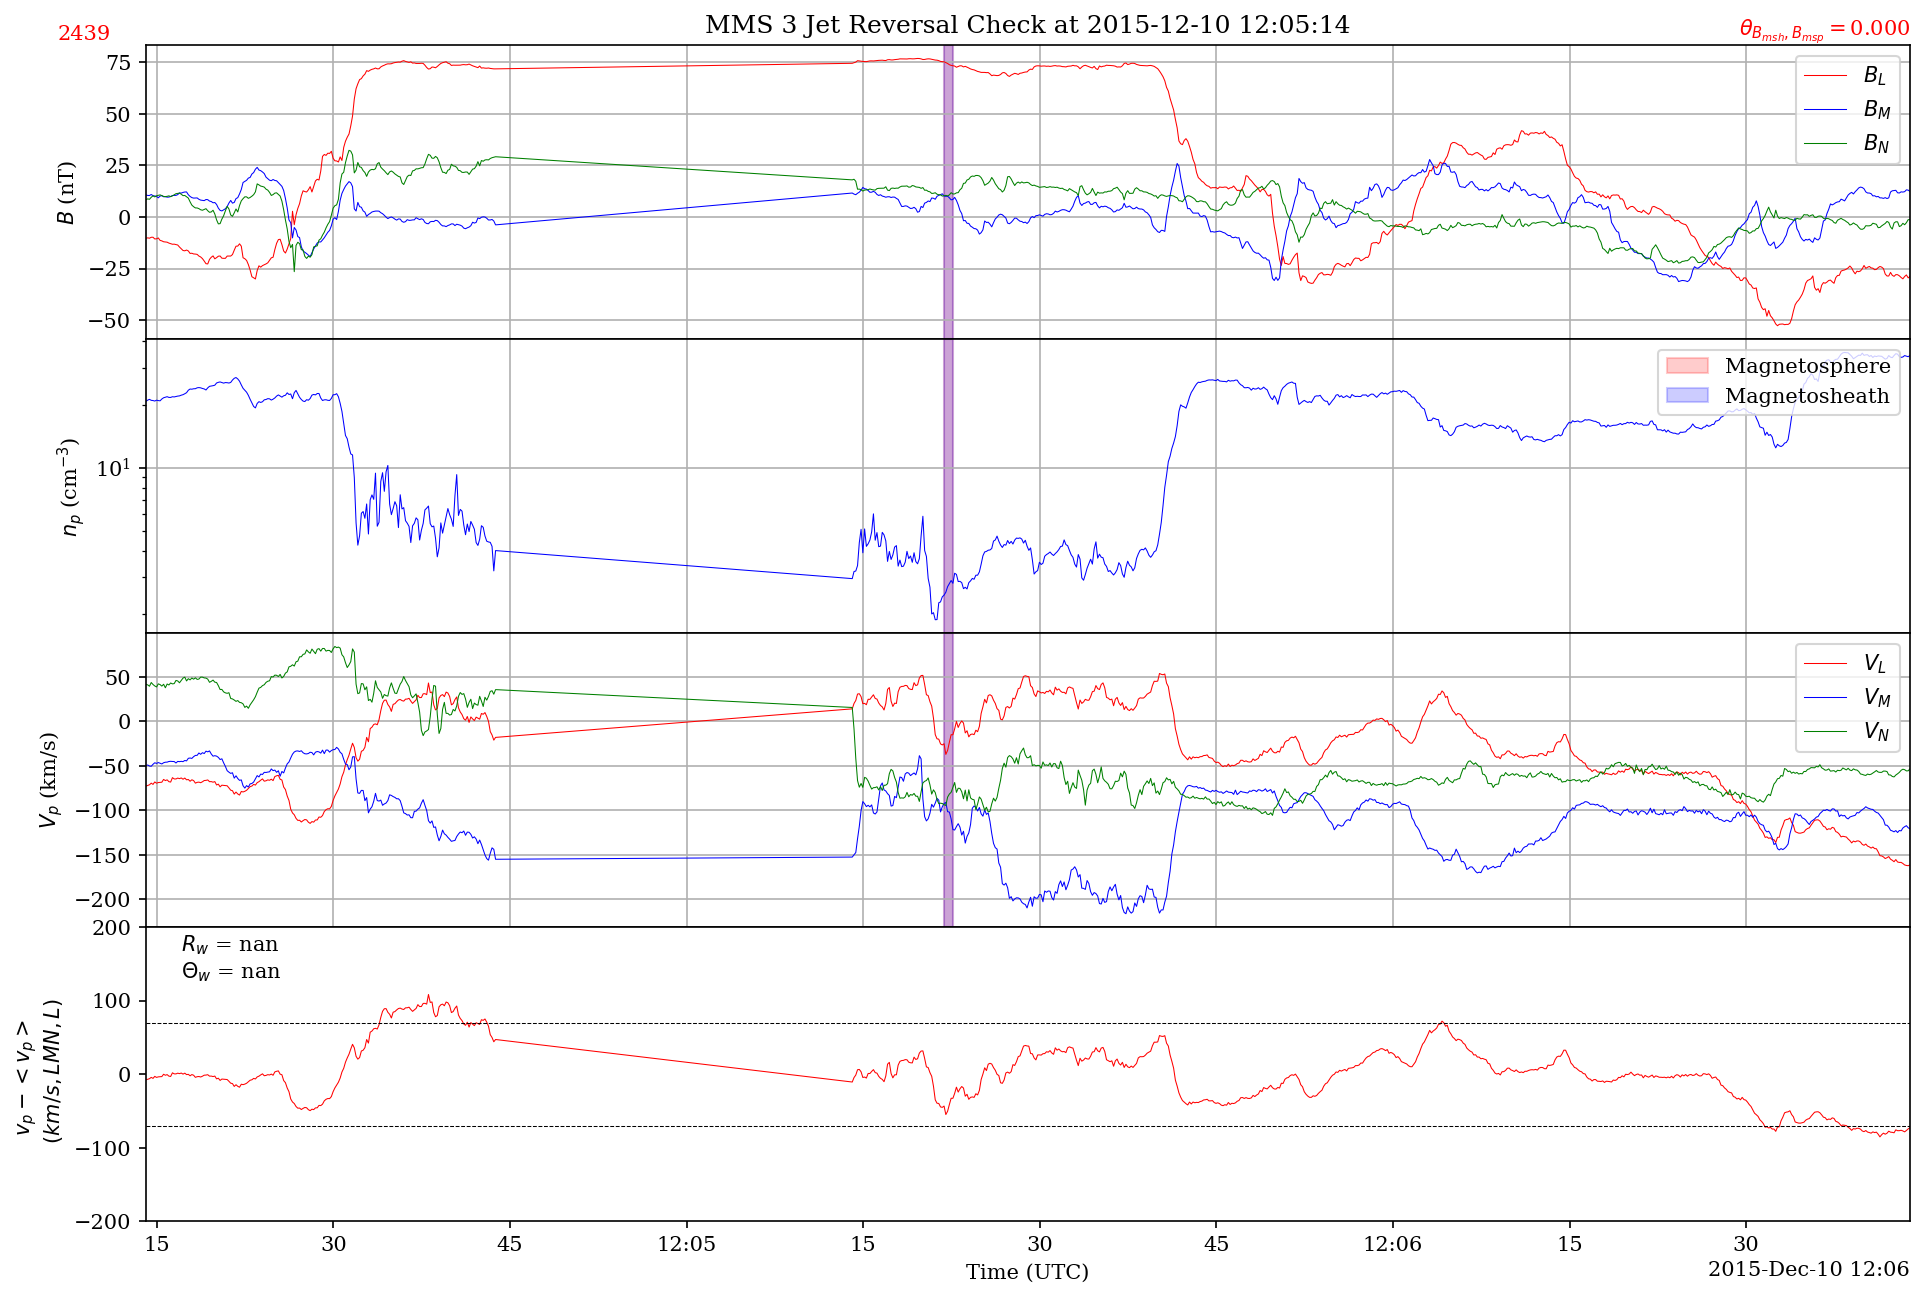 2439
MMS 3 Jet Reversal Check at 2015-12-10 12:05:14
θ_{B_{msh}, B_{msp}} = 0.000
75
50
25
0
−25
−50
B (nT)
B_L
B_M
B_N
10^1
n_p (cm^{−3})
Magnetosphere
Magnetosheath
50
0
−50
−100
−150
−200
V_p (km/s)
V_L
V_M
V_N
200
100
0
−100
−200
v_p − < v_p >
(km/s, LMN, L)
R_w = nan
Θ_w = nan
15 30 45 12:05 15 30 45 12:06 15 30
Time (UTC)
2015-Dec-10 12:06